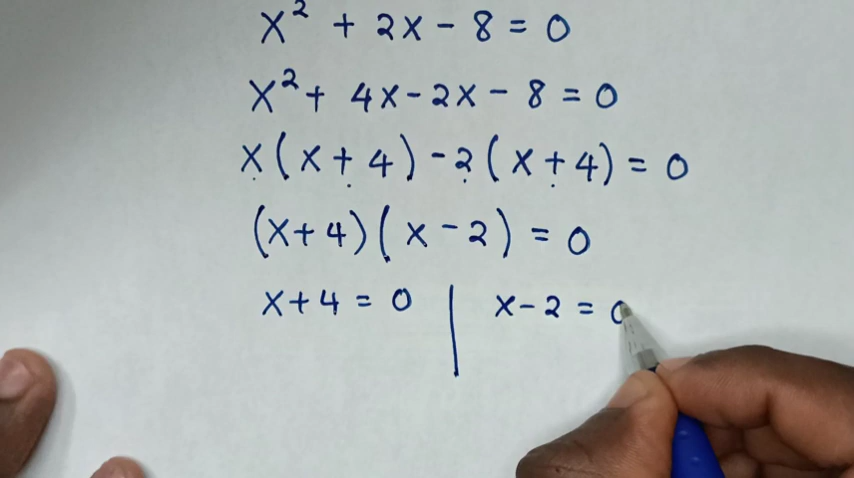 x² + 2x - 8 = 0
x² + 4x - 2x - 8 = 0
x(x + 4) - 2(x + 4) = 0
(x + 4)(x - 2) = 0
x + 4 = 0 | x - 2 = 0